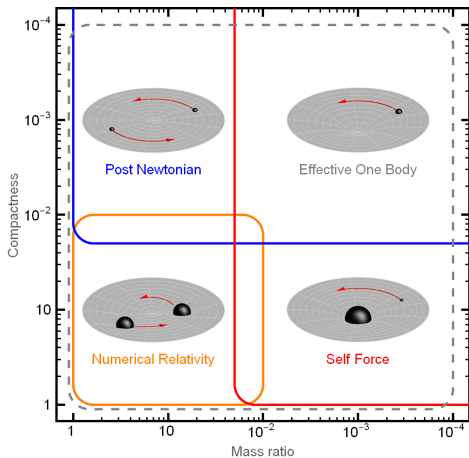 10⁻⁴
10⁻³
10⁻²
10
1
Compactness
Post Newtonian
Effective One Body
Numerical Relativity
Self Force
1
10
10⁻²
10⁻³
10⁻⁴
Mass ratio